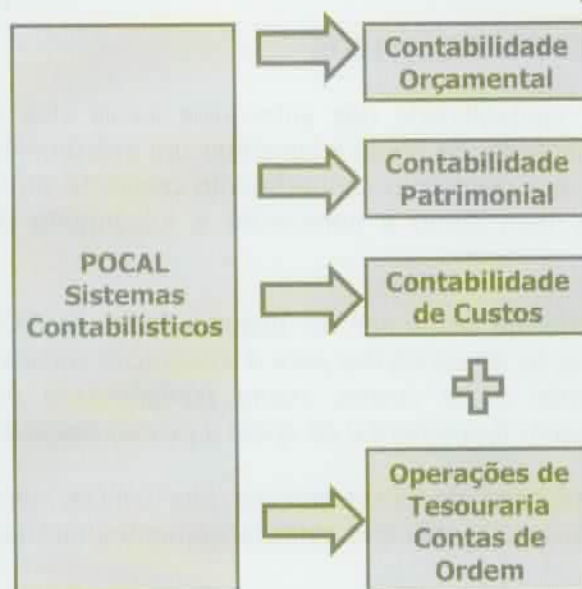 POCAL
Sistemas
Contabilísticos
Contabilidade
Orçamental
Contabilidade
Patrimonial
Contabilidade
de Custos
Operações de
Tesouraria
Contas de
Ordem